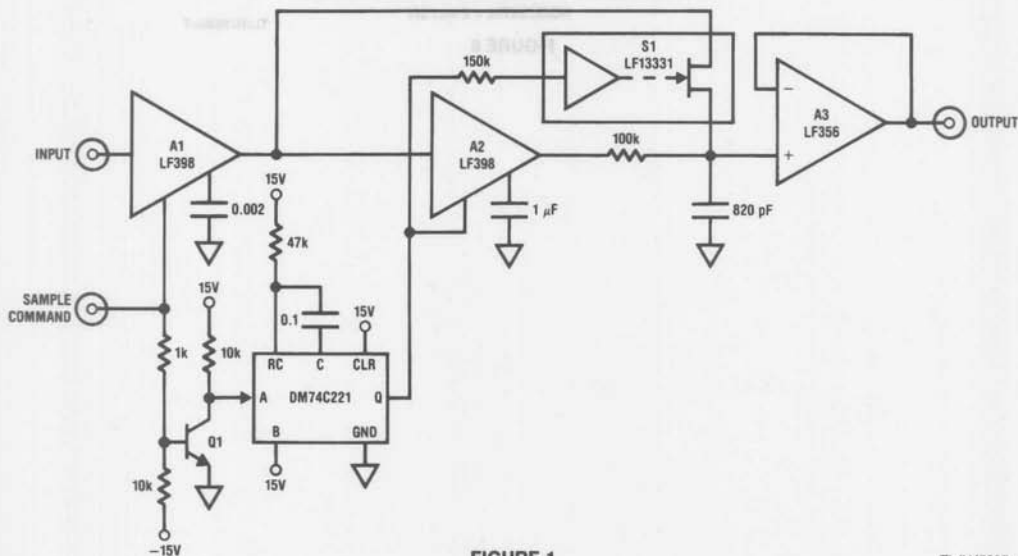 S1
LF13331
150k
A1
LF398
A2
LF398
A3
LF356
−
+
INPUT
OUTPUT
100k
15V
0.002
1 μF
820 pF
47k
SAMPLE
COMMAND
15V
15V
0.1
1k
10k
RC
C
CLR
A
DM74C221
Q
B
GND
Q1
15V
10k
−15V
FIGURE 1